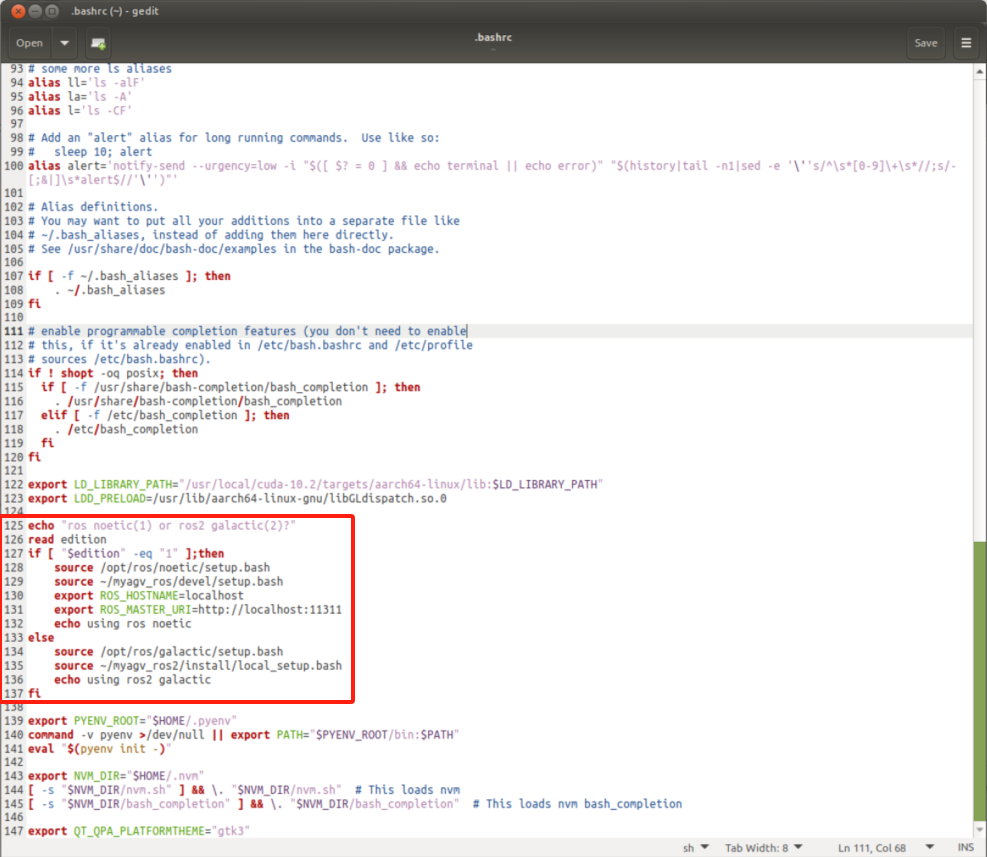 .bashrc (~) - gedit
Open
.bashrc
~
Save
93 # some more ls aliases
94 alias ll='ls -alF'
95 alias la='ls -A'
96 alias l='ls -CF'
97
98 # Add an "alert" alias for long running commands.  Use like so:
99 #   sleep 10; alert
100 alias alert='notify-send --urgency=low -i "$([ $? = 0 ] && echo terminal || echo error)" "$(history|tail -n1|sed -e '\''s/^\s*[0-9]\+\s*//;s/-
[;&|]\s*alert$//'\'')"'
101
102 # Alias definitions.
103 # You may want to put all your additions into a separate file like
104 # ~/.bash_aliases, instead of adding them here directly.
105 # See /usr/share/doc/bash-doc/examples in the bash-doc package.
106
107 if [ -f ~/.bash_aliases ]; then
108     . ~/.bash_aliases
109 fi
110
111 # enable programmable completion features (you don't need to enable
112 # this, if it's already enabled in /etc/bash.bashrc and /etc/profile
113 # sources /etc/bash.bashrc).
114 if ! shopt -oq posix; then
115   if [ -f /usr/share/bash-completion/bash_completion ]; then
116     . /usr/share/bash-completion/bash_completion
117   elif [ -f /etc/bash_completion ]; then
118     . /etc/bash_completion
119   fi
120 fi
121
122 export LD_LIBRARY_PATH="/usr/local/cuda-10.2/targets/aarch64-linux/lib:$LD_LIBRARY_PATH"
123 export LDD_PRELOAD=/usr/lib/aarch64-linux-gnu/libGLdispatch.so.0
124
125 echo "ros noetic(1) or ros2 galactic(2)?"
126 read edition
127 if [ "$edition" -eq "1" ];then
128     source /opt/ros/noetic/setup.bash
129     source ~/myagv_ros/devel/setup.bash
130     export ROS_HOSTNAME=localhost
131     export ROS_MASTER_URI=http://localhost:11311
132     echo using ros noetic
133 else
134     source /opt/ros/galactic/setup.bash
135     source ~/myagv_ros2/install/local_setup.bash
136     echo using ros2 galactic
137 fi
138
139 export PYENV_ROOT="$HOME/.pyenv"
140 command -v pyenv >/dev/null || export PATH="$PYENV_ROOT/bin:$PATH"
141 eval "$(pyenv init -)"
142
143 export NVM_DIR="$HOME/.nvm"
144 [ -s "$NVM_DIR/nvm.sh" ] && \. "$NVM_DIR/nvm.sh"  # This loads nvm
145 [ -s "$NVM_DIR/bash_completion" ] && \. "$NVM_DIR/bash_completion"  # This loads nvm bash_completion
146
147 export QT_QPA_PLATFORMTHEME="gtk3"
sh Tab Width: 8 Ln 111, Col 68 INS